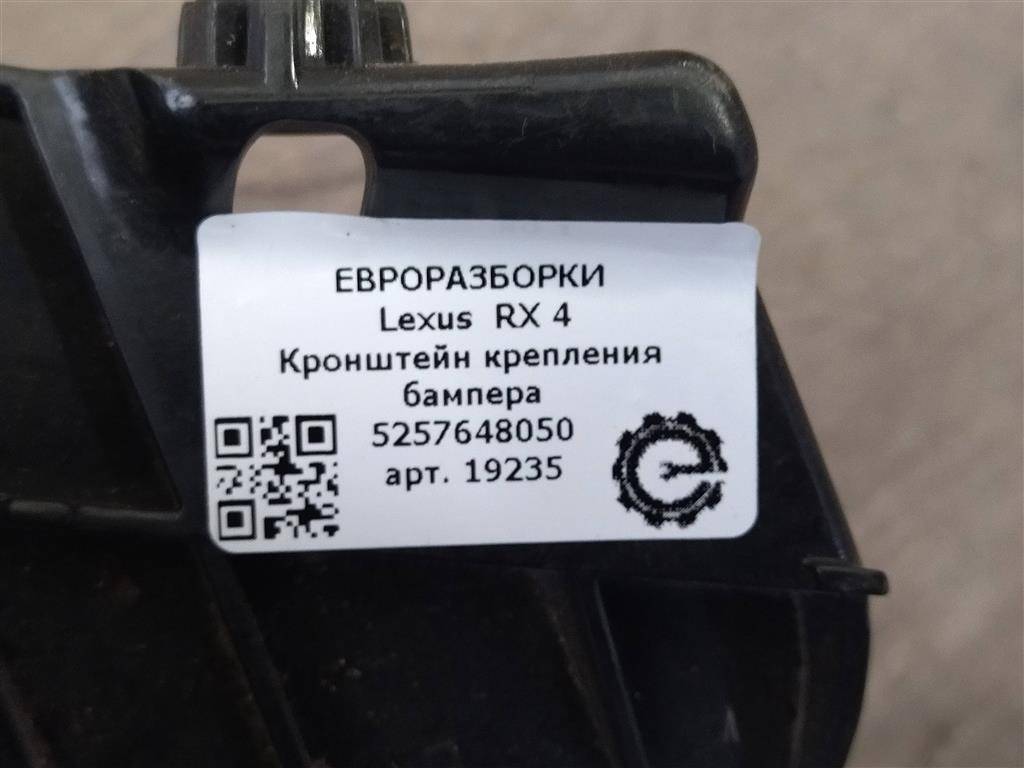 ЕВРОРАЗБОРКИ
Lexus RX 4
Кронштейн крепления
бампера
5257648050
арт. 19235